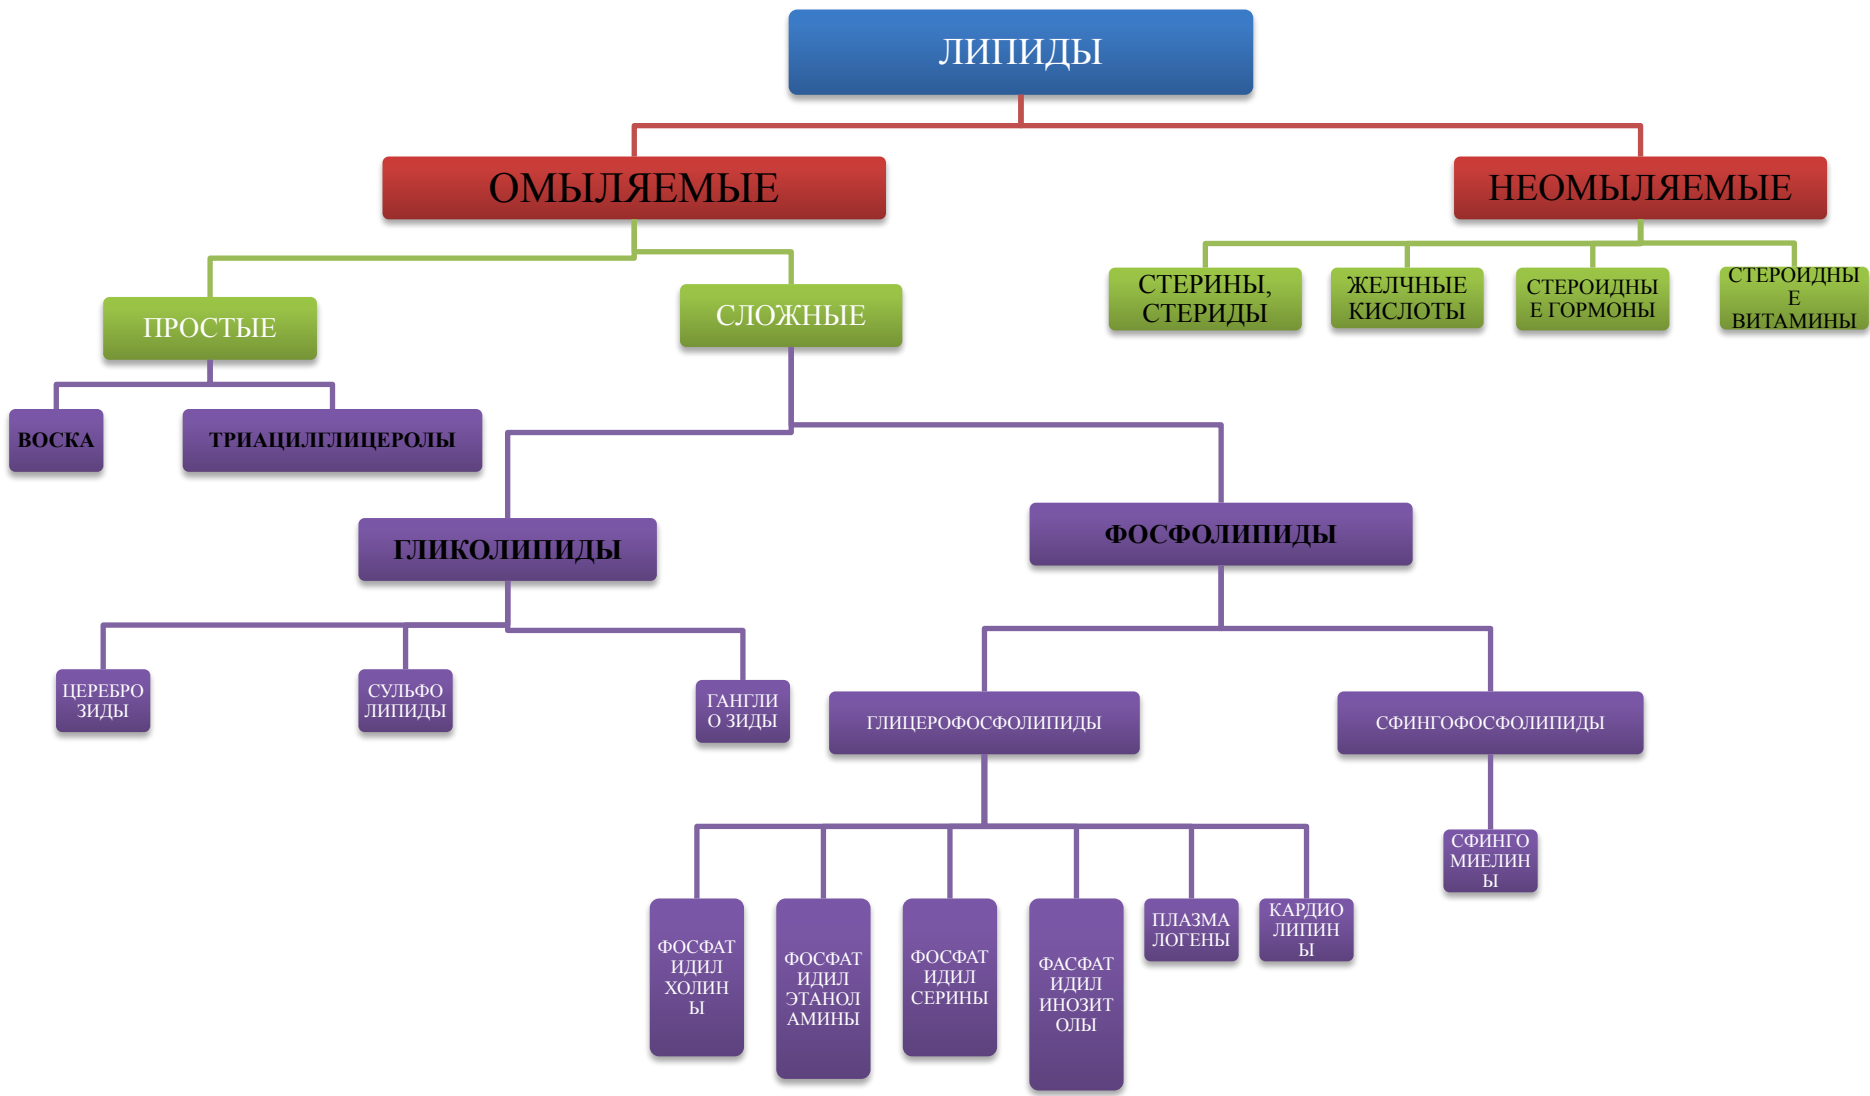 ЛИПИДЫ
ОМЫЛЯЕМЫЕ
НЕОМЫЛЯЕМЫЕ
ПРОСТЫЕ
СЛОЖНЫЕ
СТЕРИНЫ,
СТЕРИДЫ
ЖЕЛЧНЫЕ
КИСЛОТЫ
СТЕРОИДНЫ
Е ГОРМОНЫ
СТЕРОИДНЫ
Е
ВИТАМИНЫ
ВОСКА
ТРИАЦИЛГЛИЦЕРОЛЫ
ГЛИКОЛИПИДЫ
ФОСФОЛИПИДЫ
ЦЕРЕБРО
ЗИДЫ
СУЛЬФО
ЛИПИДЫ
ГАНГЛИ
О ЗИДЫ
ГЛИЦЕРОФОСФОЛИПИДЫ
СФИНГОФОСФОЛИПИДЫ
ФОСФАТ
ИДИЛ
ХОЛИН
Ы
ФОСФАТ
ИДИЛ
ЭТАНОЛ
АМИНЫ
ФОСФАТ
ИДИЛ
СЕРИНЫ
ФАСФАТ
ИДИЛ
ИНОЗИТ
ОЛЫ
ПЛАЗМА
ЛОГЕНЫ
КАРДИО
ЛИПИН
Ы
СФИНГО
МИЕЛИН
Ы